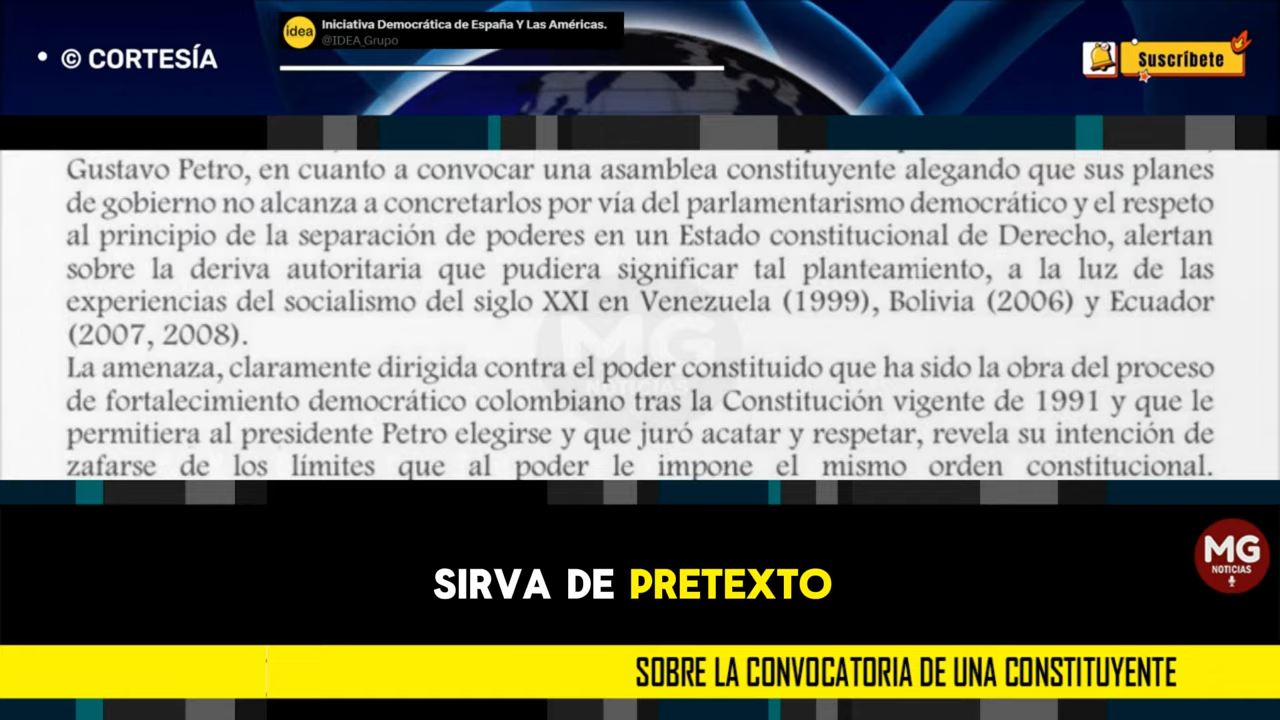 Iniciativa Democrática de España Y Las Américas.
idea
@IDEA_Grupo
• © CORTESÍA
Suscríbete
Gustavo Petro, en cuanto a convocar una asamblea constituyente alegando que sus planes
de gobierno no alcanza a concretarlos por vía del parlamentarismo democrático y el respeto
al principio de la separación de poderes en un Estado constitucional de Derecho, alertan
sobre la deriva autoritaria que pudiera significar tal planteamiento, a la luz de las
experiencias del socialismo del siglo XXI en Venezuela (1999), Bolivia (2006) y Ecuador
(2007, 2008).
La amenaza, claramente dirigida contra el poder constituido que ha sido la obra del proceso
de fortalecimiento democrático colombiano tras la Constitución vigente de 1991 y que le
permitiera al presidente Petro elegirse y que juró acatar y respetar, revela su intención de
zafarse de los límites que al poder le impone el mismo orden constitucional.
MG
NOTICIAS
SIRVA DE PRETEXTO
MG
NOTICIAS
SOBRE LA CONVOCATORIA DE UNA CONSTITUYENTE